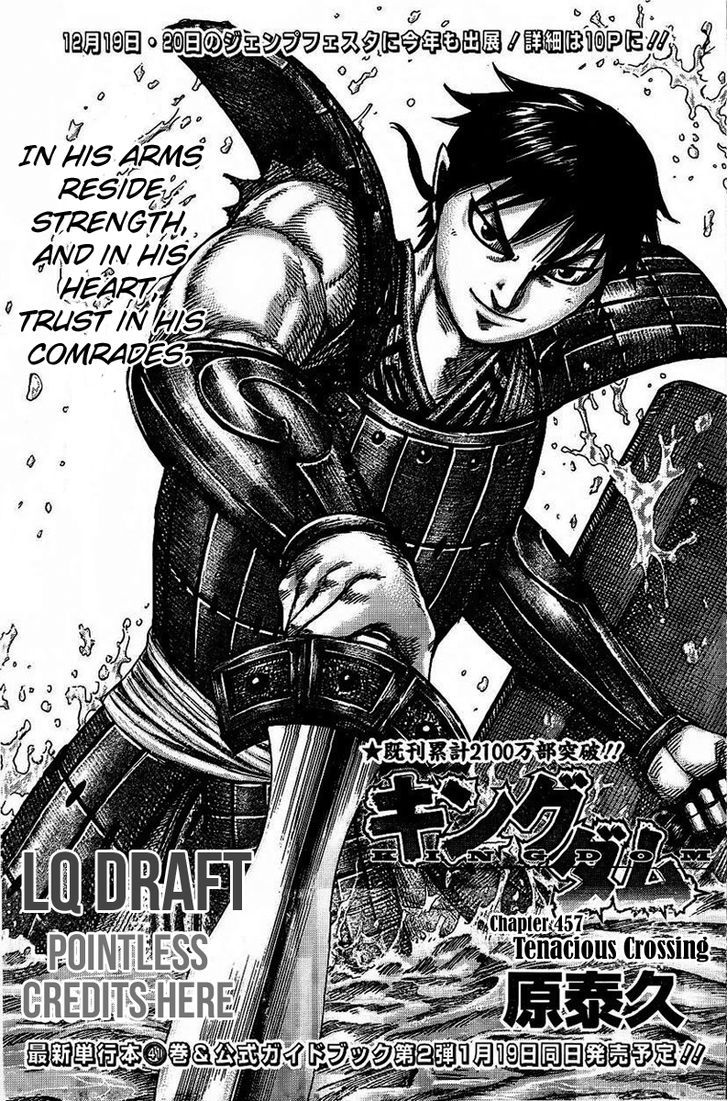 12月19日・20日のジャンプフェスタに今年も出展！詳細は10Pに!!
IN HIS ARMS
RESIDE
STRENGTH,
AND IN HIS
HEART,
TRUST IN HIS
COMRADES.
★既刊累計2100万部突破!!
キングダム
KINGDOM
Chapter 457
Tenacious Crossing
原泰久
LQ DRAFT
POINTLESS
CREDITS HERE
最新単行本 巻＆公式ガイドブック第2弾1月19日同日発売予定!!